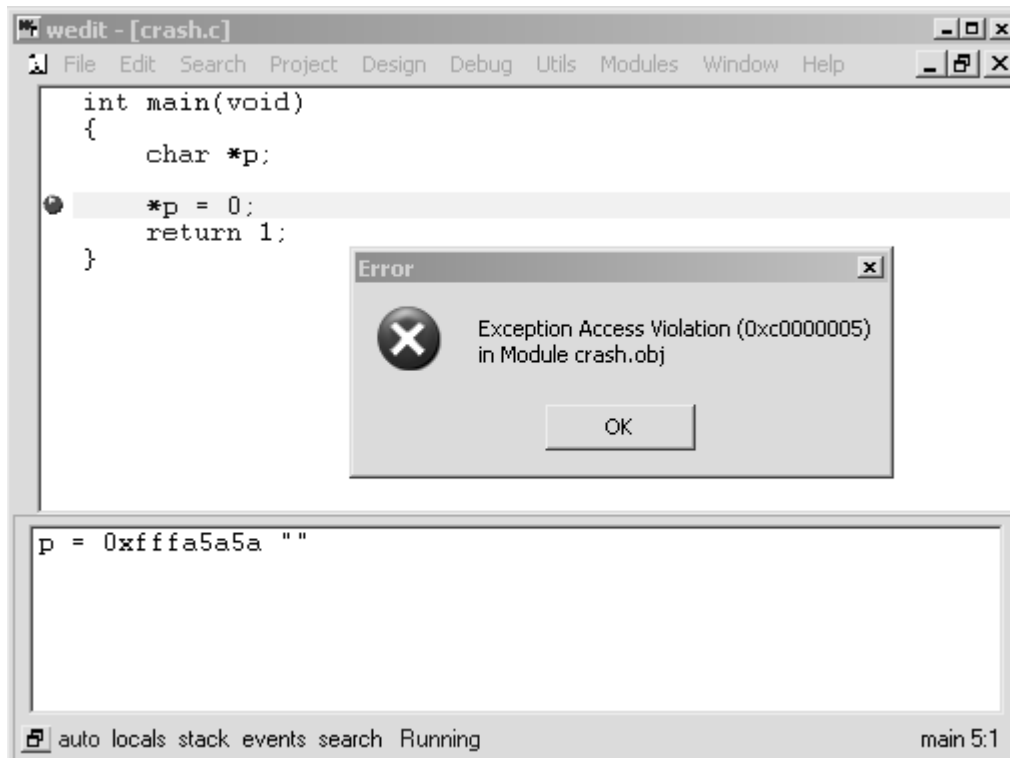 wedit - [crash.c]
File Edit Search Project Design Debug Utils Modules Window Help
int main(void)
{
char *p;
*p = 0;
return 1;
}
Error
Exception Access Violation (0xc0000005)
in Module crash.obj
OK
p = 0xfffa5a5a ""
auto locals stack events search Running main 5:1